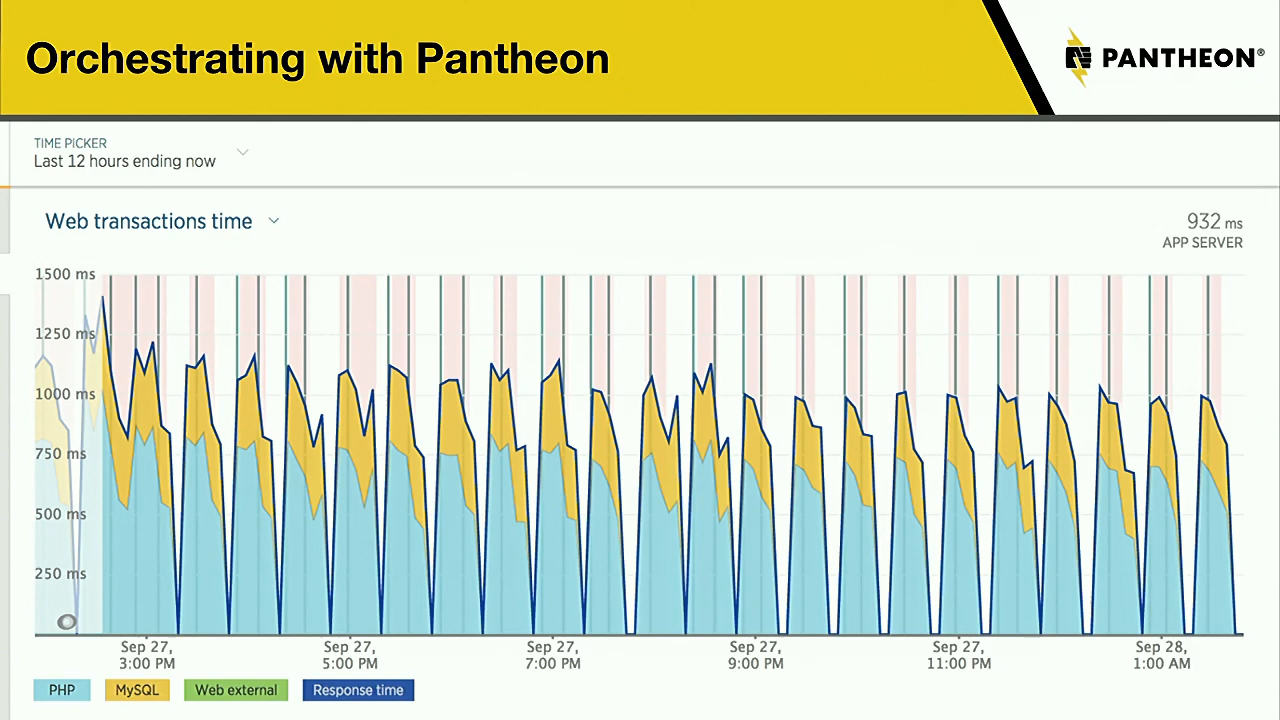 Orchestrating with Pantheon
PANTHEON®
TIME PICKER
Last 12 hours ending now
Web transactions time
932 ms
APP SERVER
1500 ms
1250 ms
1000 ms
750 ms
500 ms
250 ms
Sep 27, 3:00 PM
Sep 27, 5:00 PM
Sep 27, 7:00 PM
Sep 27, 9:00 PM
Sep 27, 11:00 PM
Sep 28, 1:00 AM
PHP
MySQL
Web external
Response time